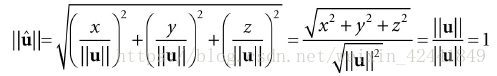 ||û||= √((x/||u||)² + (y/||u||)² + (z/||u||)²) = √(x²+y²+z²)/√(||u||²) = ||u||/||u|| = 1